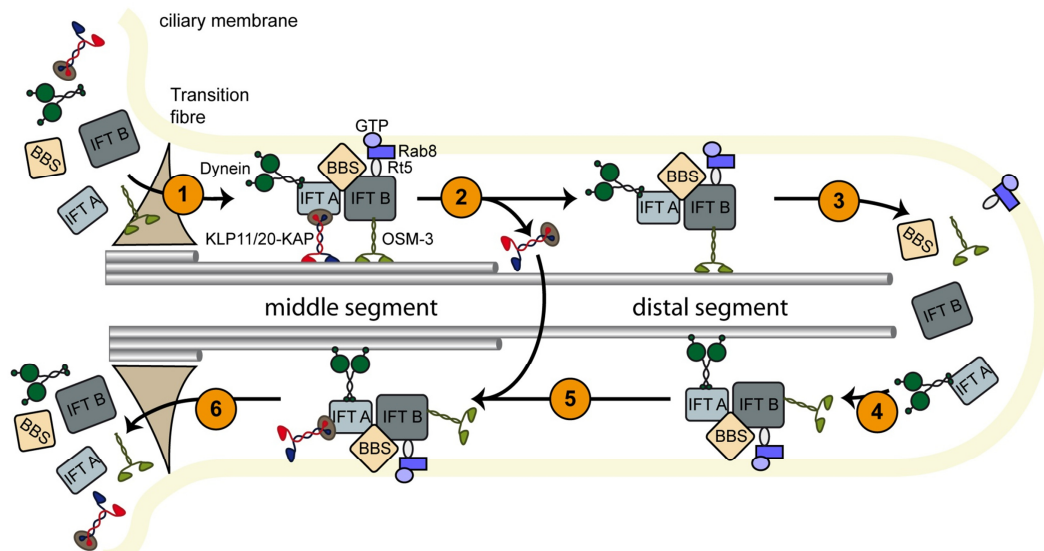 ciliary membrane
Transition
fibre
IFT B
BBS
IFT A
1
Dynein
GTP
Rab8
Rt5
BBS
IFT A
IFT B
KLP11/20-KAP
OSM-3
2
BBS
IFT A
IFT B
3
BBS
IFT B
IFT A
middle segment
distal segment
4
IFT A
IFT B
BBS
5
IFT A
IFT B
BBS
6
IFT B
BBS
IFT A